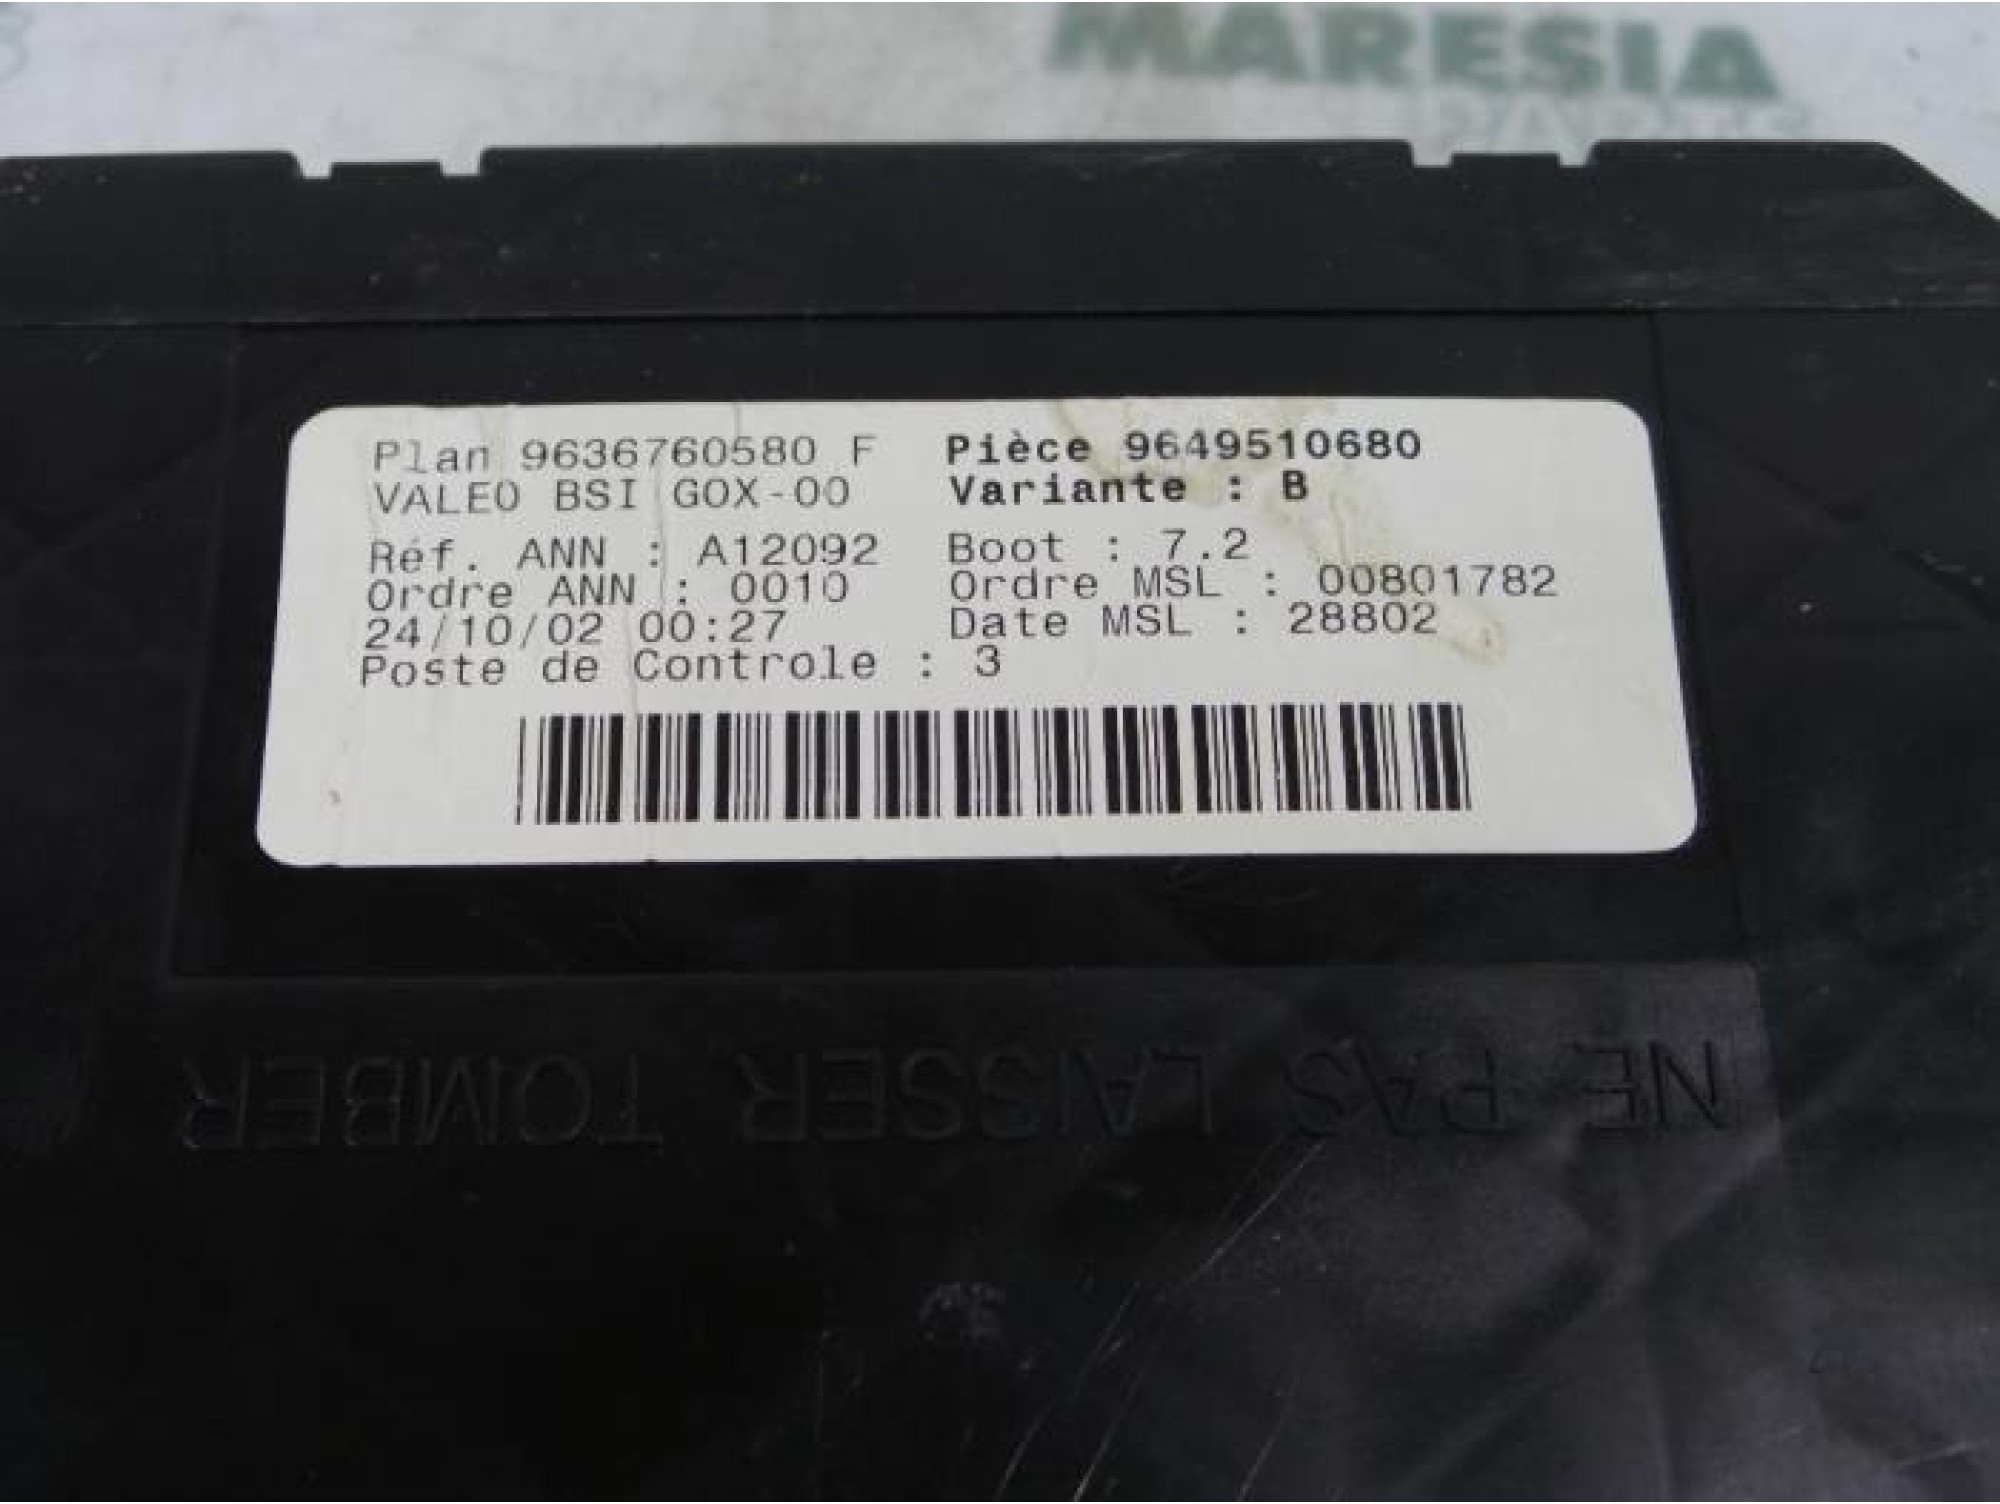 MARESIA
PARTS
Plan 9636760580 F Pièce 9649510680
VALEO BSI GOX-00 Variante : B
Réf. ANN : A12092 Boot : 7.2
Ordre ANN : 0010 Ordre MSL : 00801782
24/10/02 00:27 Date MSL : 28802
Poste de Controle : 3
NE PAS LAISSER TOMBER